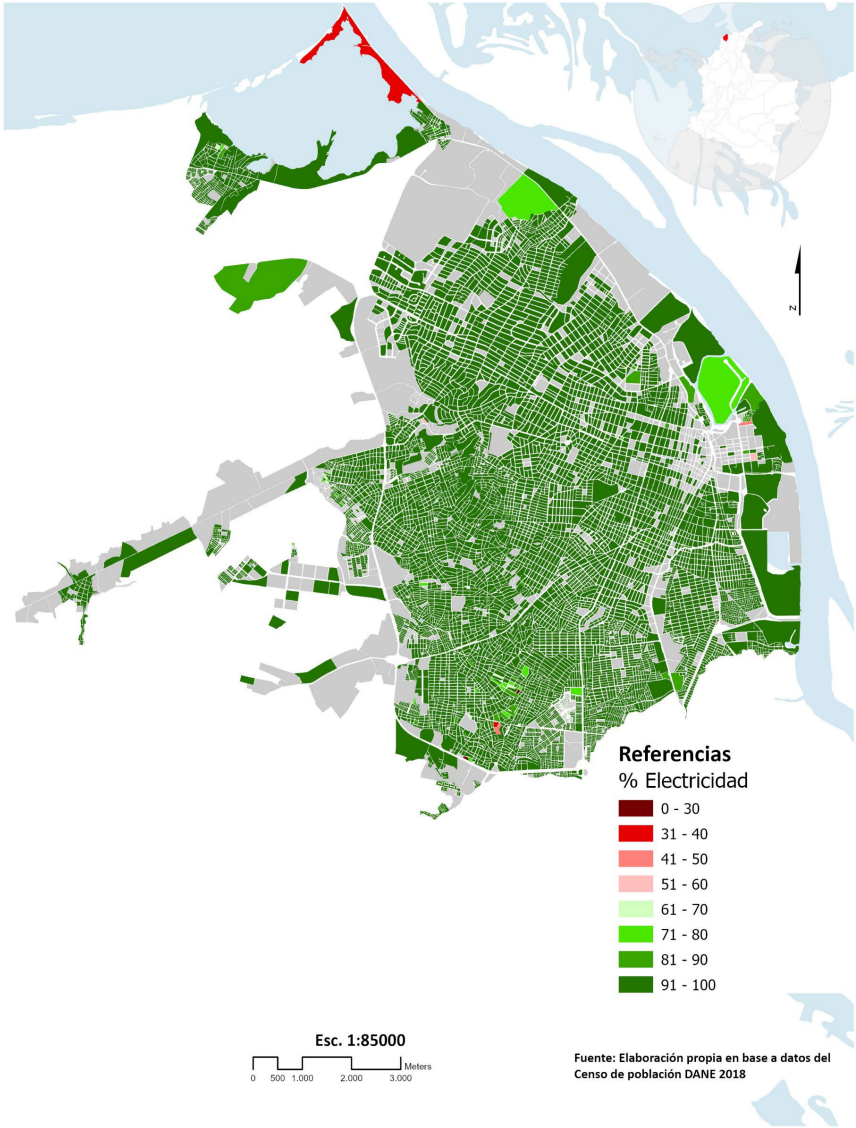 N
Referencias
% Electricidad
0 - 30
31 - 40
41 - 50
51 - 60
61 - 70
71 - 80
81 - 90
91 - 100
Esc. 1:85000
Meters
0 500 1.000 2.000 3.000
Fuente: Elaboración propia en base a datos del
Censo de población DANE 2018